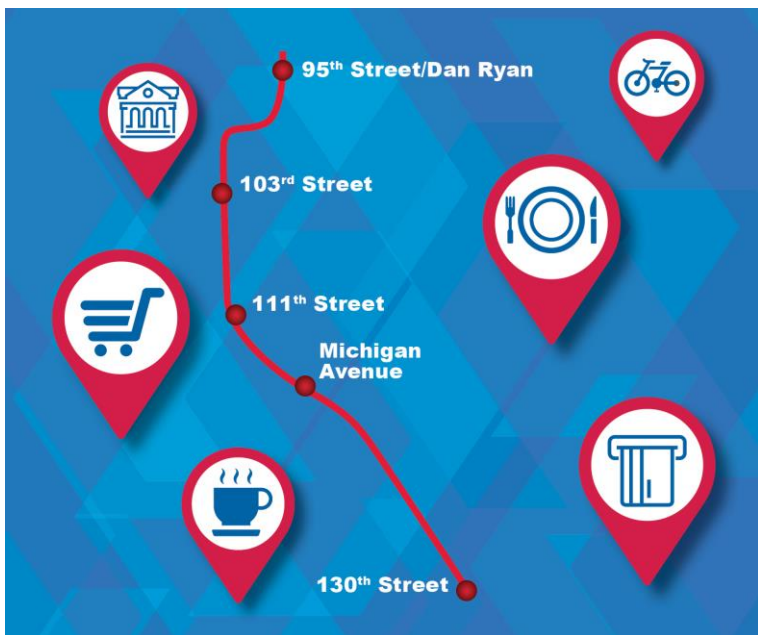 95th Street/Dan Ryan
103rd Street
111th Street
Michigan
Avenue
130th Street